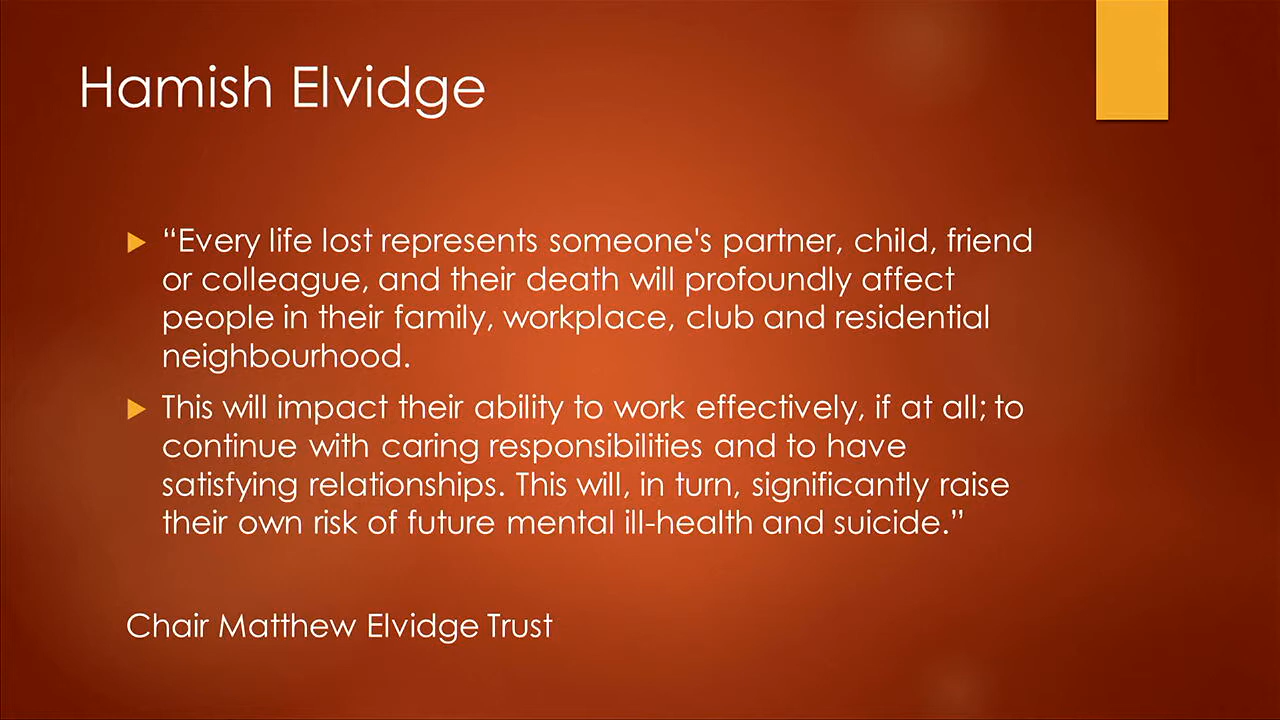 Hamish Elvidge
“Every life lost represents someone's partner, child, friend
or colleague, and their death will profoundly affect
people in their family, workplace, club and residential
neighbourhood.
This will impact their ability to work effectively, if at all; to
continue with caring responsibilities and to have
satisfying relationships. This will, in turn, significantly raise
their own risk of future mental ill-health and suicide.”
Chair Matthew Elvidge Trust